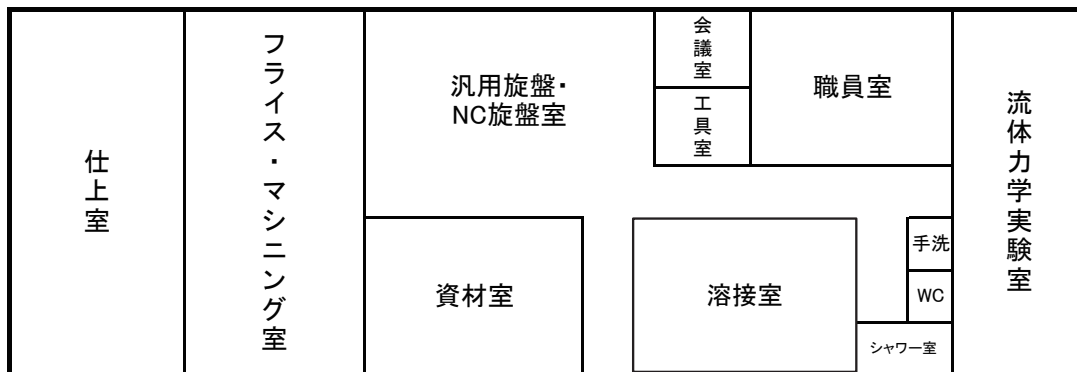 仕上室
フライス・マシニング室
汎用旋盤・
NC旋盤室
会議室
工具室
職員室
資材室
溶接室
手洗
WC
シャワー室
流体力学実験室